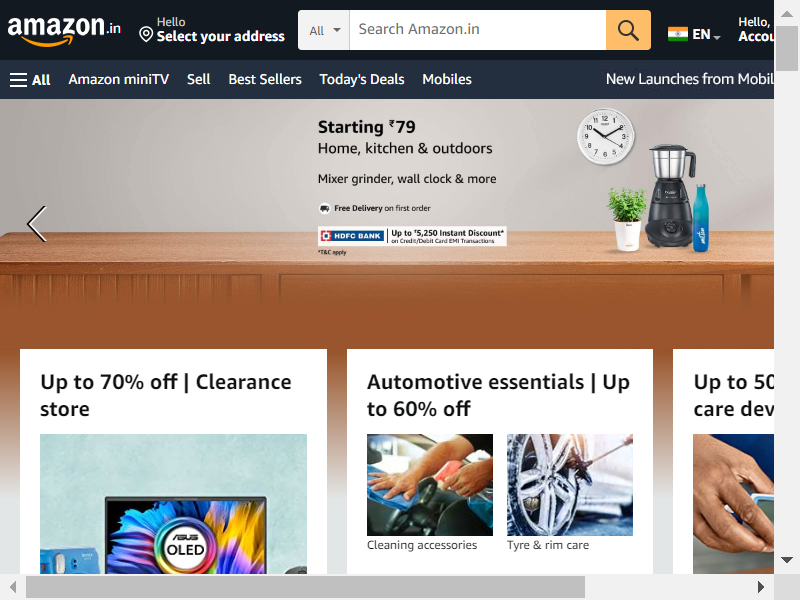 amazon.in
Hello
Select your address
All
Search Amazon.in
EN
Hello,
Accou
All
Amazon miniTV
Sell
Best Sellers
Today's Deals
Mobiles
New Launches from Mobil
Starting ₹79
Home, kitchen & outdoors
Mixer grinder, wall clock & more
Free Delivery on first order
HDFC BANK
Up to ₹5,250 Instant Discount*
on Credit/Debit Card EMI Transactions
*T&C apply
Up to 70% off | Clearance
store
ASUS
OLED
Automotive essentials | Up
to 60% off
Cleaning accessories
Tyre & rim care
Up to 50
care dev